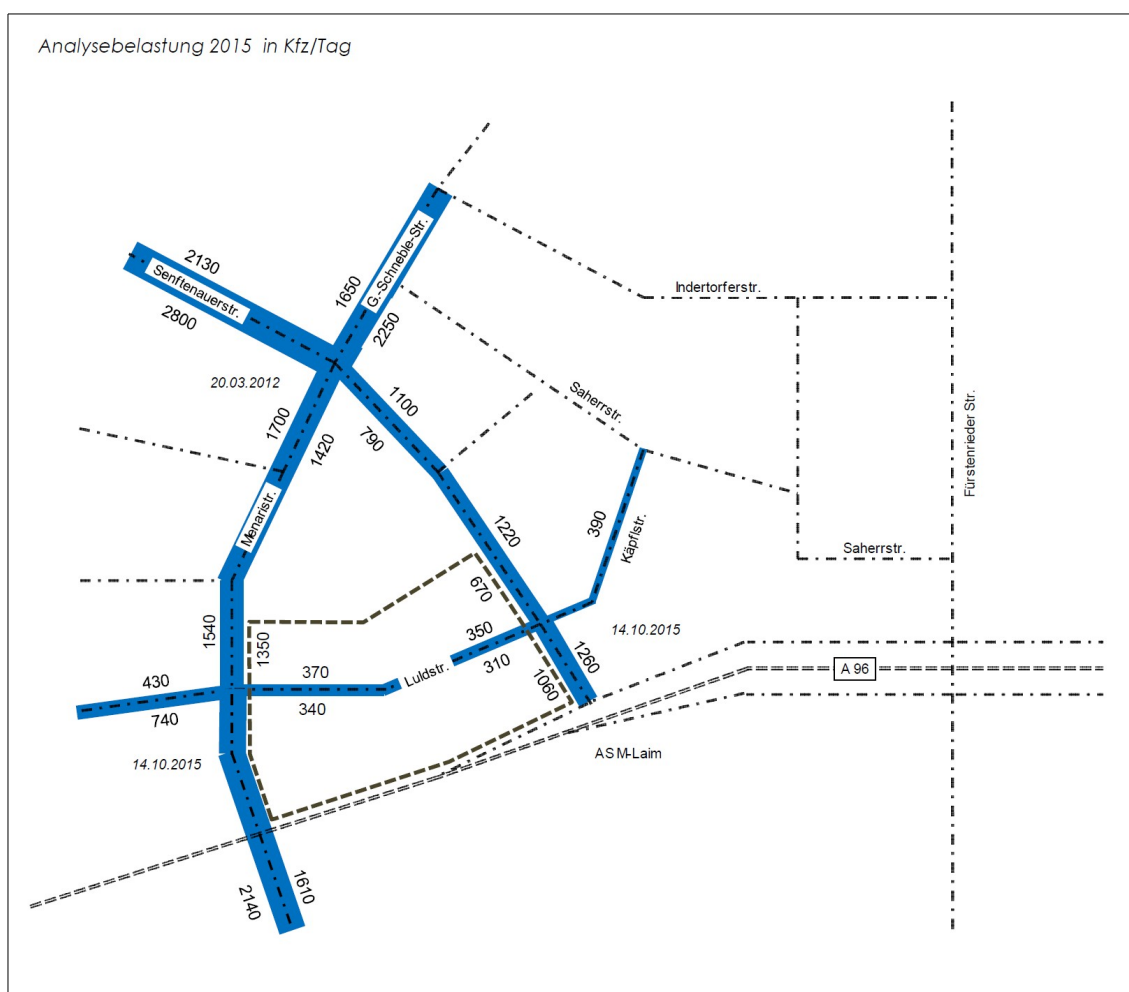 Analysebelastung 2015 in Kfz/Tag
2130
Senftenauerstr.
2800
1650
G.-Schneble-Str.
2250
Indertorferstr.
20.03.2012
1700
1420
1100
790
Saherrstr.
Fürstenrieder Str.
Menaristr.
390
Käpflstr.
1220
670
Saherrstr.
1540
1350
350
310
14.10.2015
1260
1060
430
740
370
340
Luldstr.
A 96
14.10.2015
AS M-Laim
2140
1610